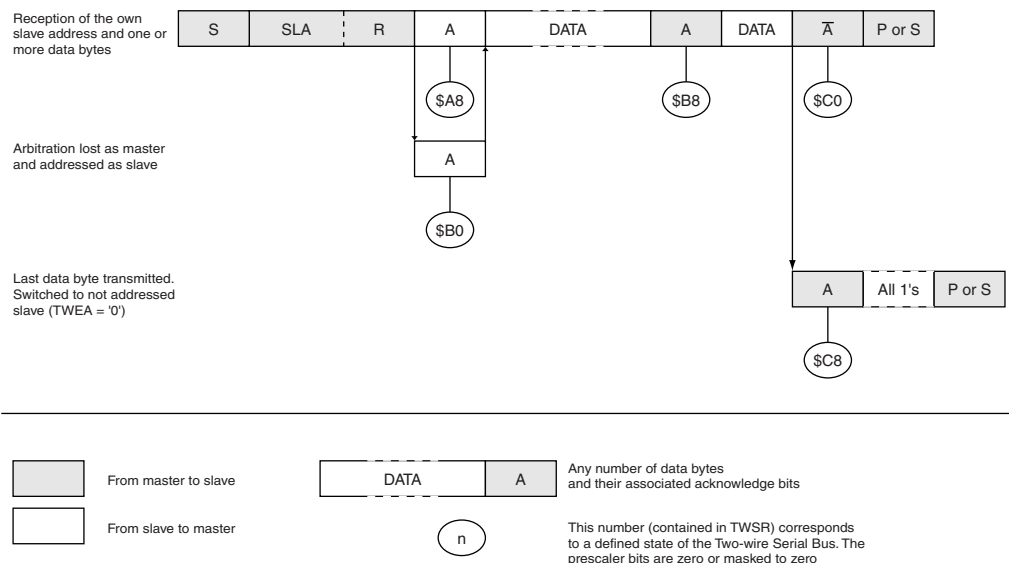 Reception of the own
slave address and one or
more data bytes
S SLA R A DATA A DATA A̅ P or S
$A8 $B8 $C0
Arbitration lost as master
and addressed as slave
A
$B0
Last data byte transmitted.
Switched to not addressed
slave (TWEA = '0')
A All 1's P or S
$C8
From master to slave
DATA A
Any number of data bytes
and their associated acknowledge bits
From slave to master
n
This number (contained in TWSR) corresponds
to a defined state of the Two-wire Serial Bus. The
prescaler bits are zero or masked to zero